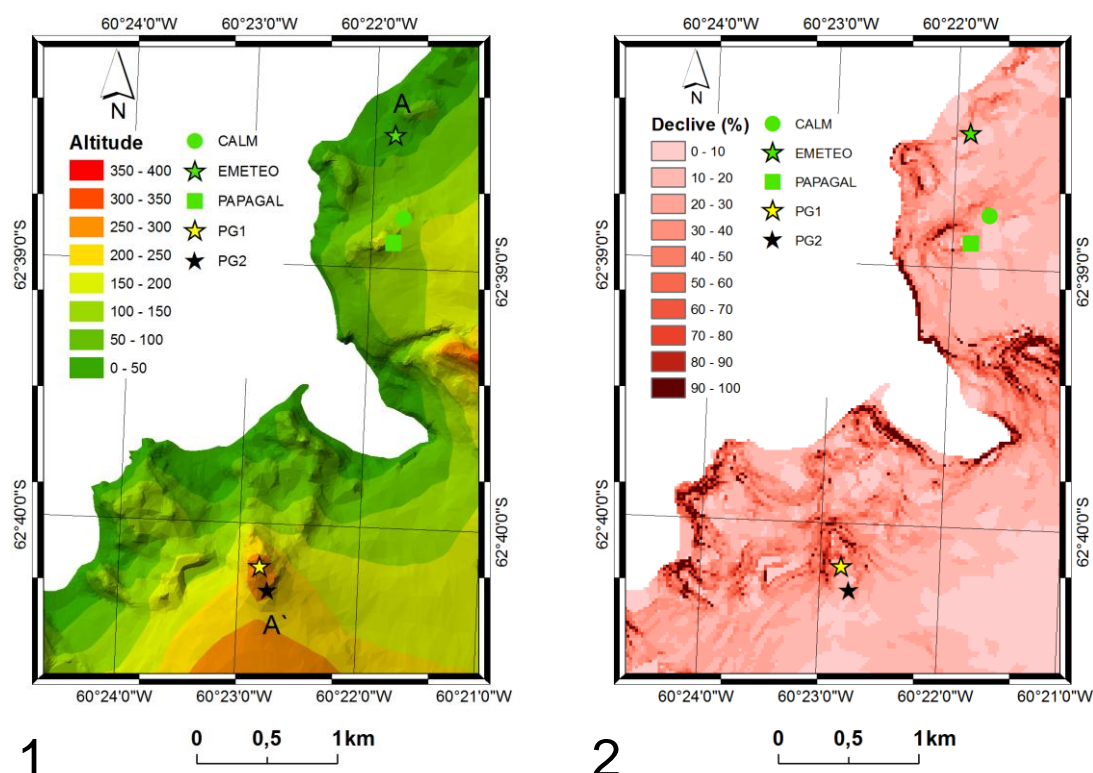 60°24'0"W 60°23'0"W 60°22'0"W
N
A
Altitude
350 - 400
300 - 350
250 - 300
200 - 250
150 - 200
100 - 150
50 - 100
0 - 50
CALM
EMETEO
PAPAGAL
PG1
PG2
62°39'0"S
62°39'0"S
62°40'0"S
62°40'0"S
A`
60°24'0"W 60°23'0"W 60°22'0"W 60°21'0"W
0 0,5 1km
1
60°24'0"W 60°23'0"W 60°22'0"W
N
Declive (%)
0 - 10
10 - 20
20 - 30
30 - 40
40 - 50
50 - 60
60 - 70
70 - 80
80 - 90
90 - 100
CALM
EMETEO
PAPAGAL
PG1
PG2
62°39'0"S
62°39'0"S
62°40'0"S
62°40'0"S
60°24'0"W 60°23'0"W 60°22'0"W 60°21'0"W
0 0,5 1km
2